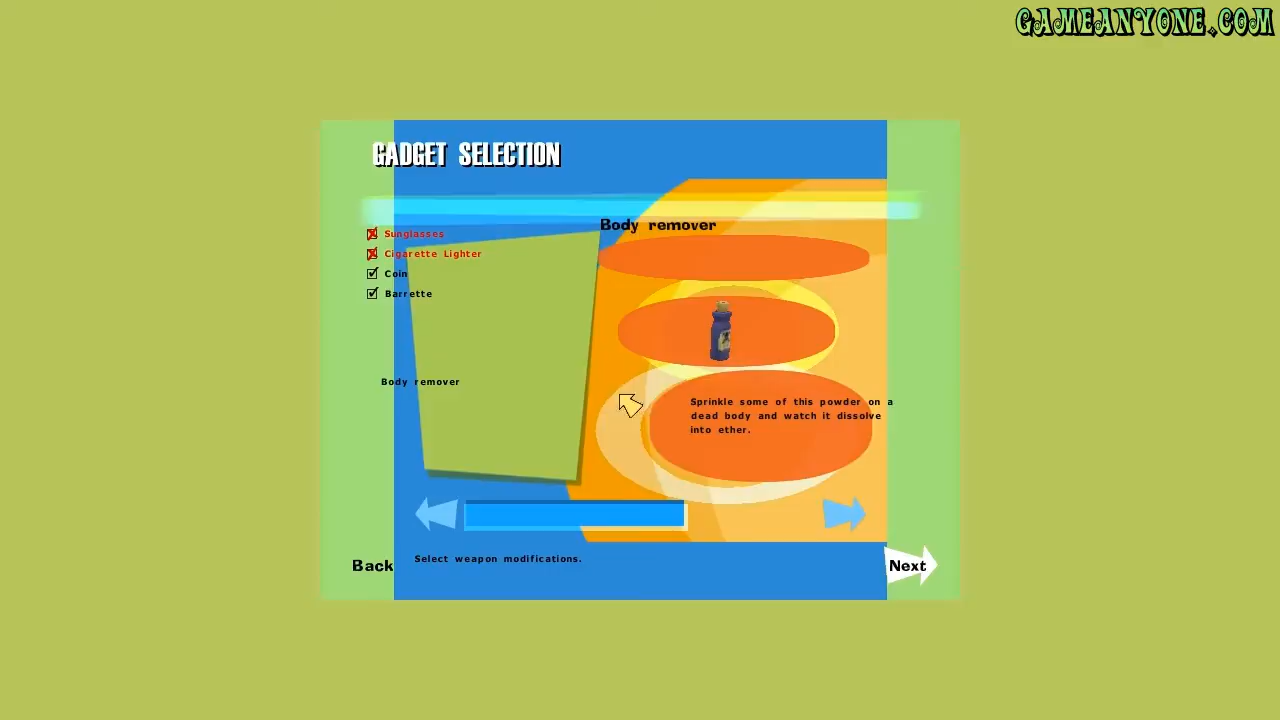 GAMEANYONE.COM
GADGET SELECTION
Body remover
Sunglasses
Cigarette Lighter
Coin
Barrette
Body remover
Sprinkle some of this powder on a
dead body and watch it dissolve
into ether.
Select weapon modifications.
Back
Next